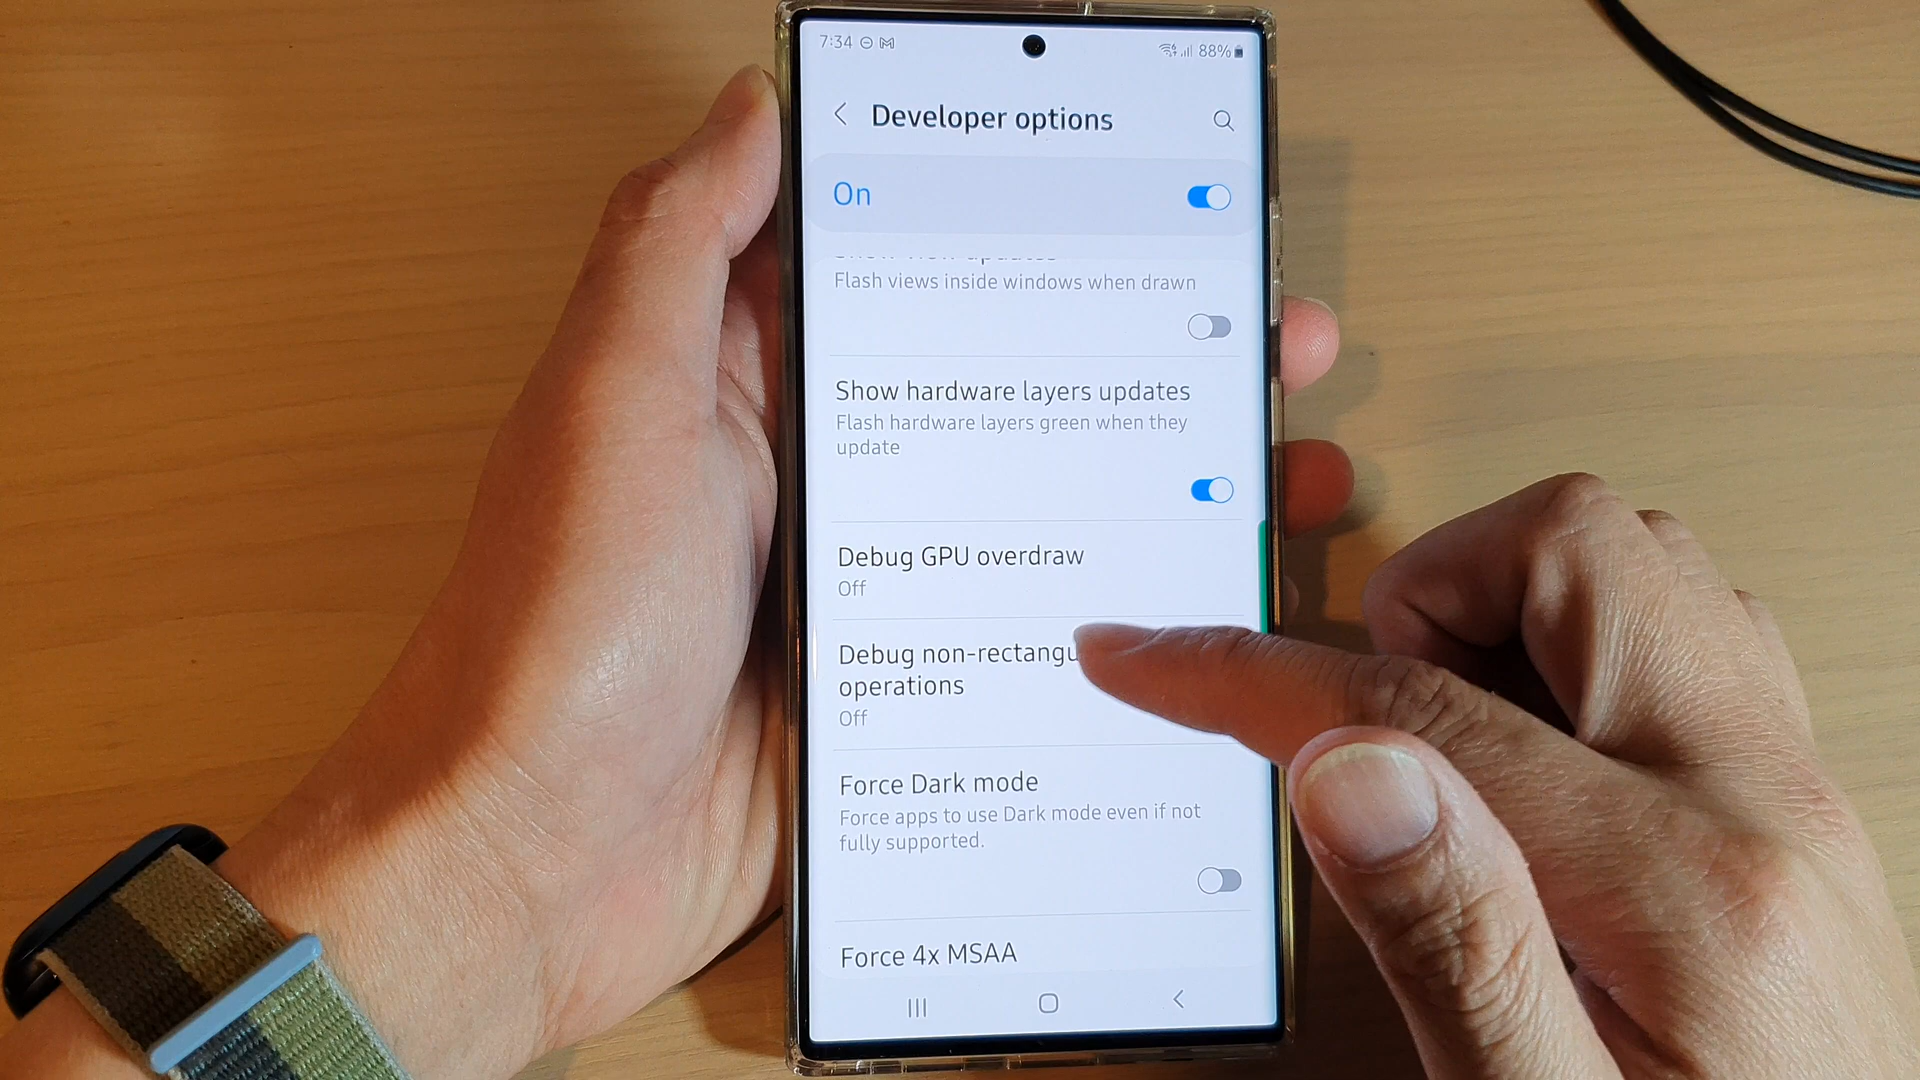 7:34
88%
Developer options
On
Flash views inside windows when drawn
Show hardware layers updates
Flash hardware layers green when they
update
Debug GPU overdraw
Off
Debug non-rectangu
operations
Off
Force Dark mode
Force apps to use Dark mode even if not
fully supported.
Force 4x MSAA